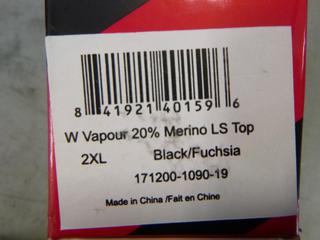 8 41921 40159 6
W Vapour 20% Merino LS Top
2XL Black/Fuchsia
171200-1090-19
Made in China /Fait en Chine